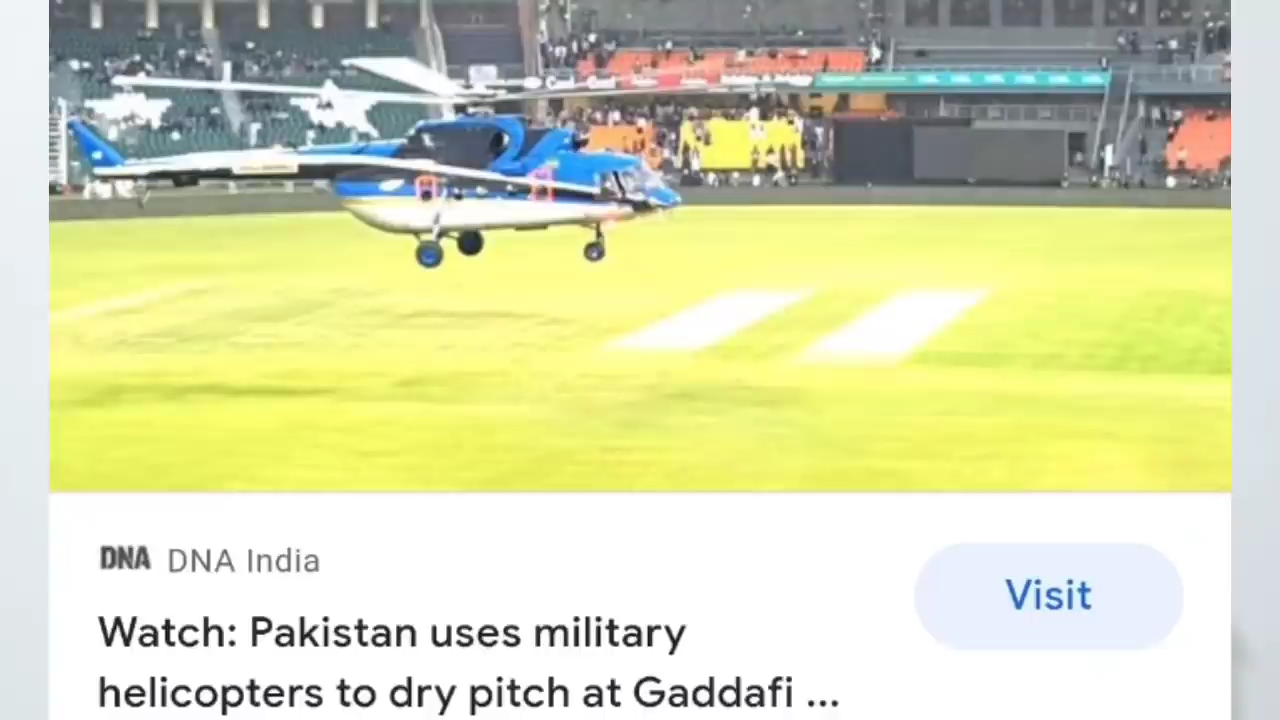 DNA DNA India
Visit
Watch: Pakistan uses military
helicopters to dry pitch at Gaddafi ...